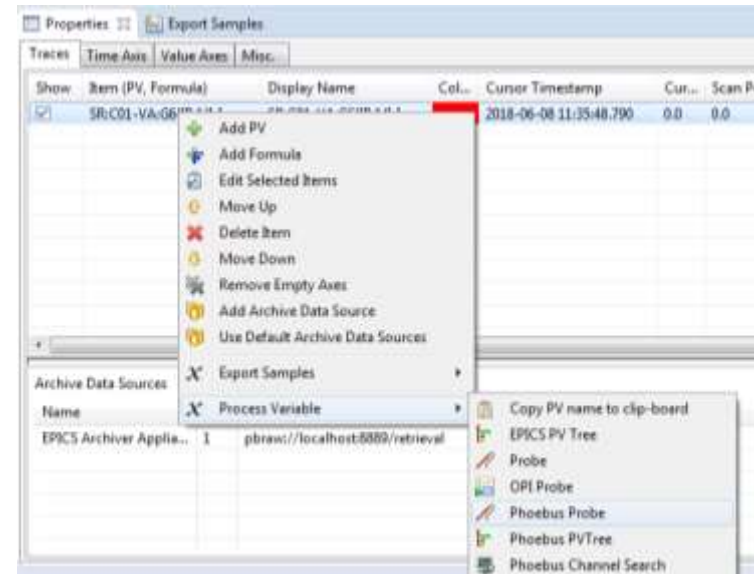 Properties Export Samples
Traces Time Axis Value Axes Misc.
Show Item (PV, Formula) Display Name Col... Cursor Timestamp Cur... Scan P
2018-06-08 11:35:48.790 0.0 0.0
Add PV
Add Formula
Edit Selected Items
Move Up
Delete Item
Move Down
Remove Empty Axes
Add Archive Data Source
Use Default Archive Data Sources
Export Samples
Archive Data Sources
Process Variable
Name
Copy PV name to clip-board
EPICS Archiver Applia... 1 pbraw://localhost:8889/retrieval
EPICS PV Tree
Probe
OPI Probe
Phoebus Probe
Phoebus PVTree
Phoebus Channel Search